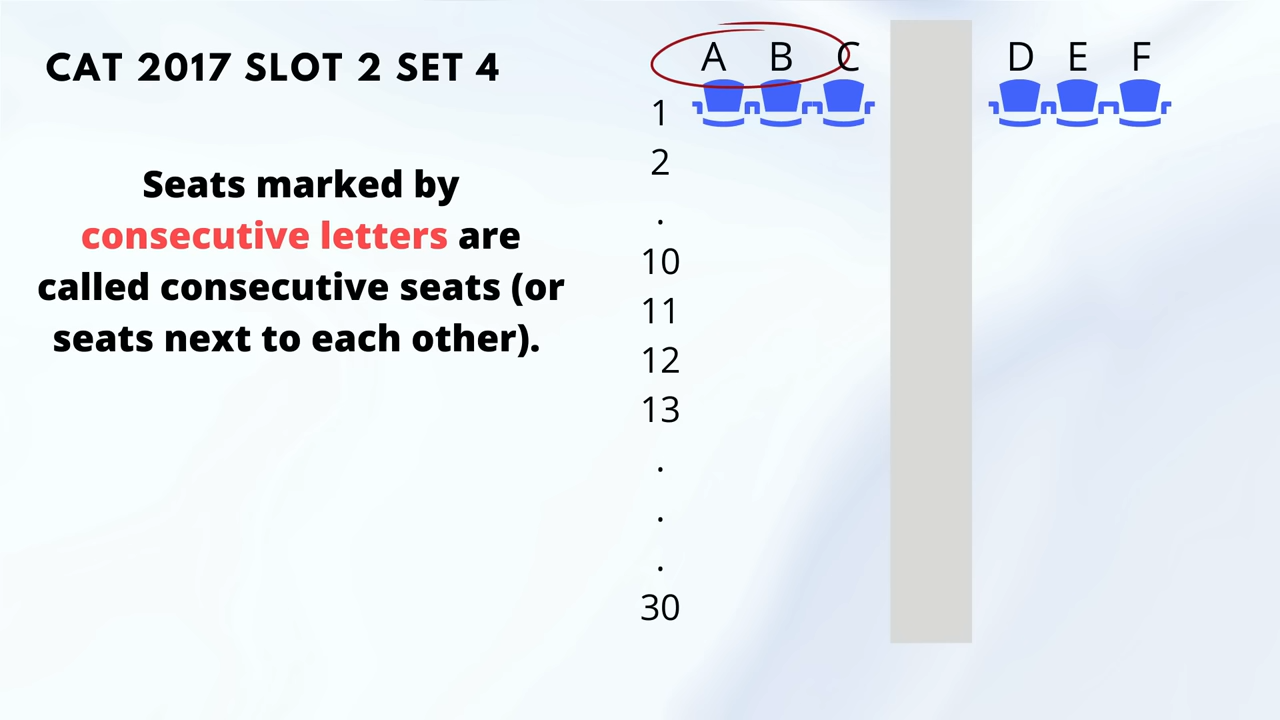 CAT 2017 SLOT 2 SET 4
Seats marked by
consecutive letters are
called consecutive seats (or
seats next to each other).
A B C D E F
1
2
.
10
11
12
13
.
.
.
30